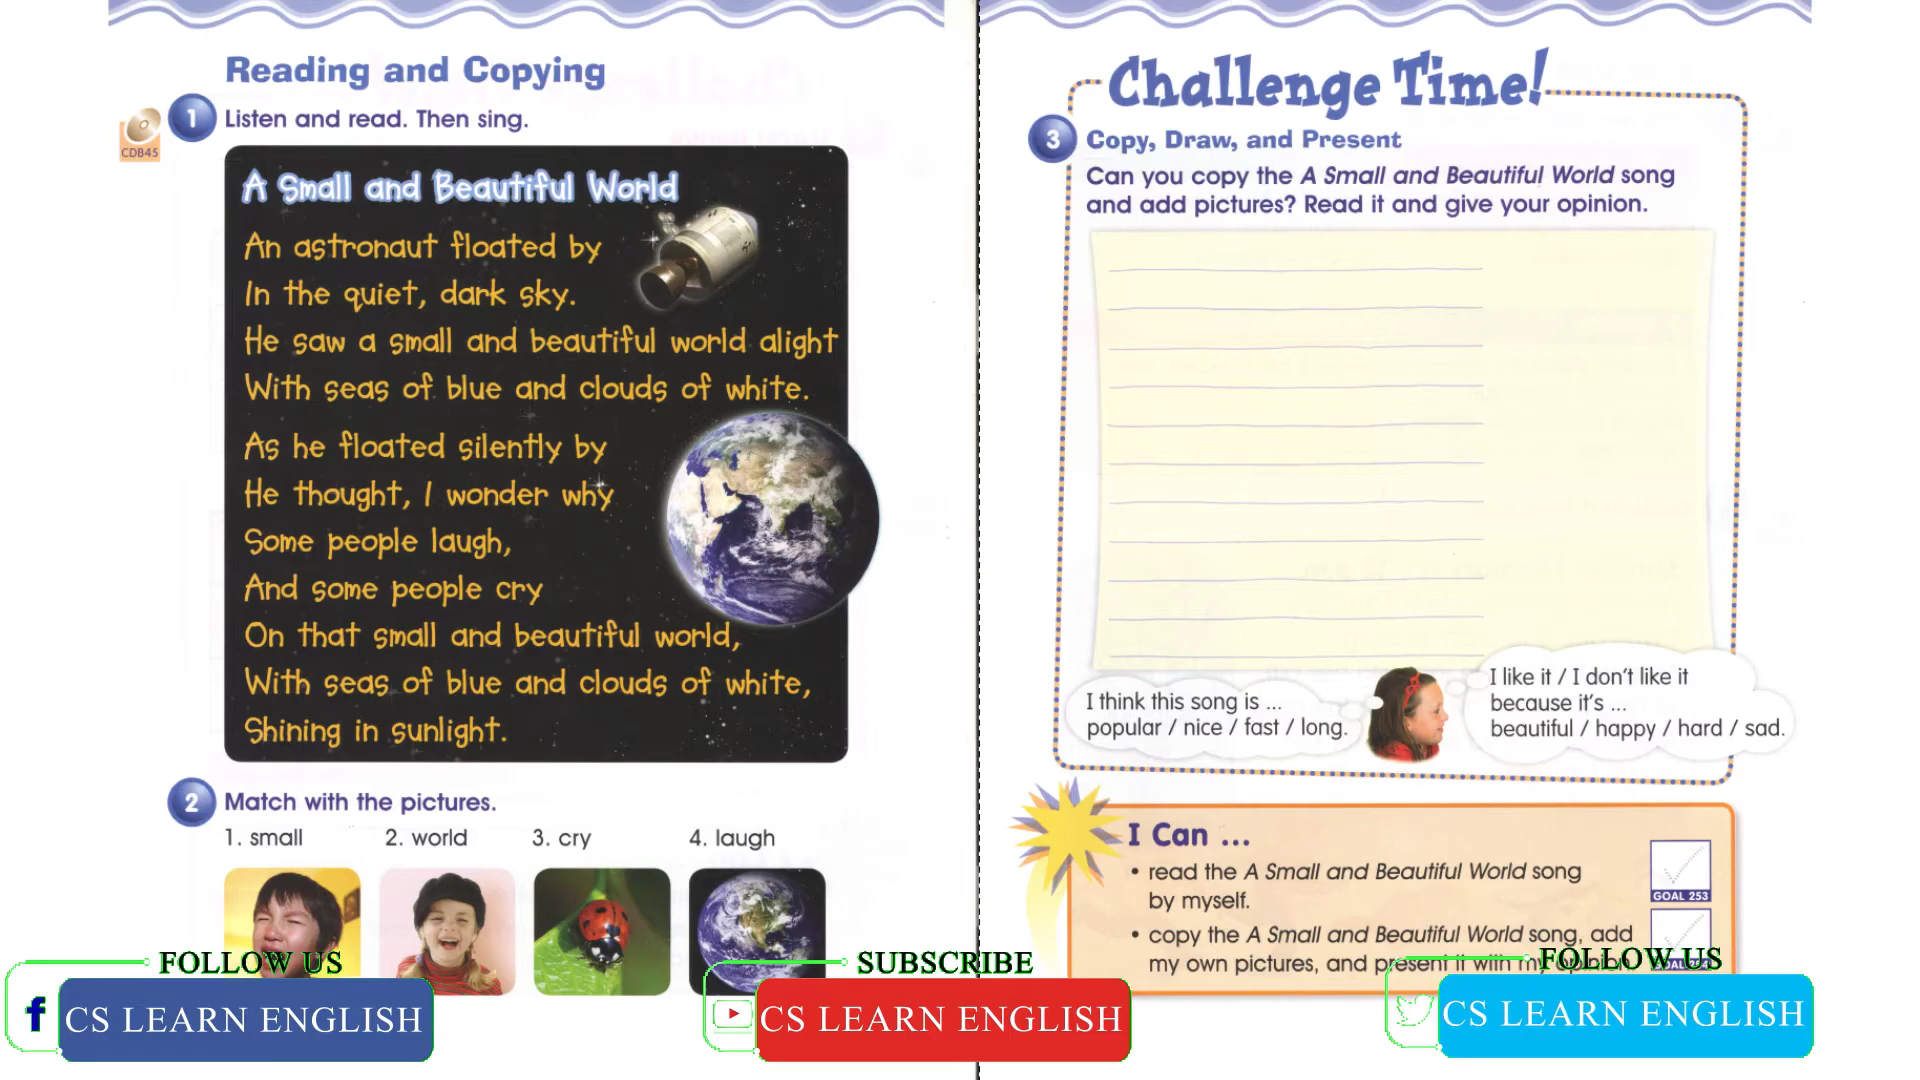 Reading and Copying
1 Listen and read. Then sing.
CDB45
A Small and Beautiful World
An astronaut floated by
In the quiet, dark sky.
He saw a small and beautiful world alight
With seas of blue and clouds of white.
As he floated silently by
He thought, I wonder why
Some people laugh,
And some people cry
On that small and beautiful world,
With seas of blue and clouds of white,
Shining in sunlight.
2 Match with the pictures.
1. small 2. world 3. cry 4. laugh
Challenge Time!
3 Copy, Draw, and Present
Can you copy the A Small and Beautiful World song
and add pictures? Read it and give your opinion.
I think this song is ...
popular / nice / fast / long.
I like it / I don't like it
because it's ...
beautiful / happy / hard / sad.
I Can ...
• read the A Small and Beautiful World song
by myself.
GOAL 253
• copy the A Small and Beautiful World song, add
my own pictures, and present it with my opinion
FOLLOW US
f CS LEARN ENGLISH
SUBSCRIBE
CS LEARN ENGLISH
FOLLOW US
CS LEARN ENGLISH